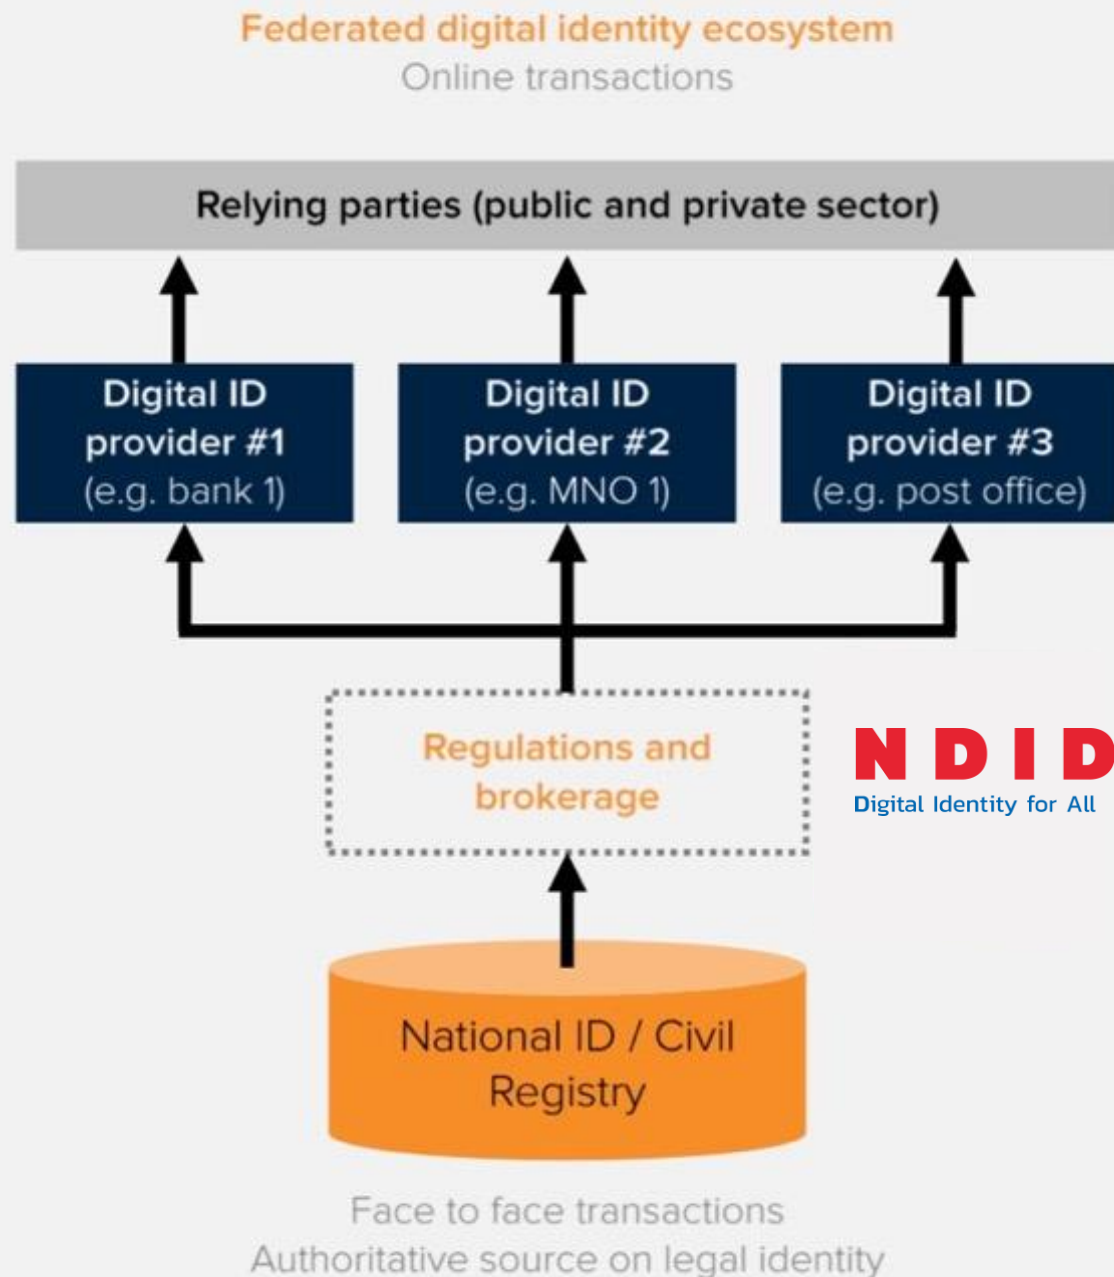 Federated digital identity ecosystem
Online transactions
Relying parties (public and private sector)
Digital ID
provider #1
(e.g. bank 1)
Digital ID
provider #2
(e.g. MNO 1)
Digital ID
provider #3
(e.g. post office)
Regulations and
brokerage
NDID
Digital Identity for All
National ID / Civil
Registry
Face to face transactions
Authoritative source on legal identity